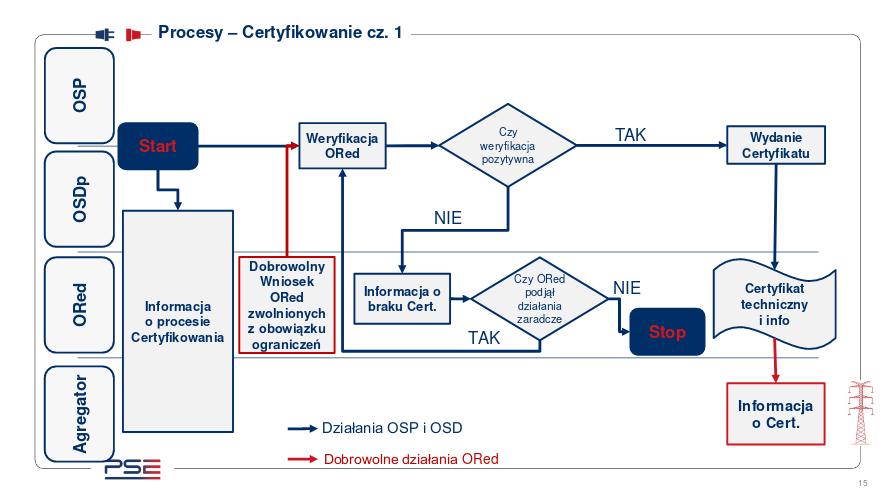 Procesy – Certyfikowanie cz. 1
OSP
OSDp
ORed
Agregator
Start
Weryfikacja
ORed
Czy
weryfikacja
pozytywna
TAK
Wydanie
Certyfikatu
NIE
Informacja
o procesie
Certyfikowania
Dobrowolny
Wniosek
ORed
zwolnionych
z obowiązku
ograniczeń
Informacja o
braku Cert.
Czy ORed
podjął
działania
zaradcze
NIE
TAK
Stop
Certyfikat
techniczny
i info
Informacja
o Cert.
Działania OSP i OSD
Dobrowolne działania ORed
PSE
15